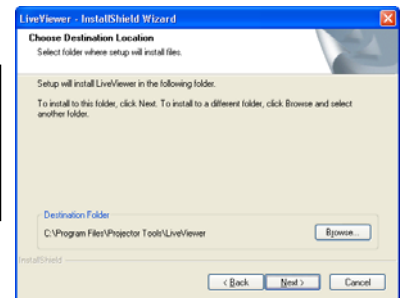 LiveViewer - InstallShield Wizard
Choose Destination Location
Select folder where setup will install files.
Setup will install LiveViewer in the following folder.
To install to this folder, click Next. To install to a different folder, click Browse and select
another folder.
Destination Folder
C:\Program Files\Projector Tools\LiveViewer
Browse...
InstallShield
< Back
Next >
Cancel